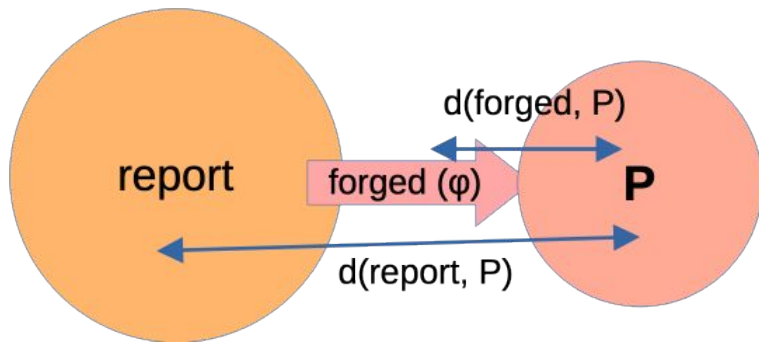 d(forged, P)
report
forged (φ)
P
d(report, P)